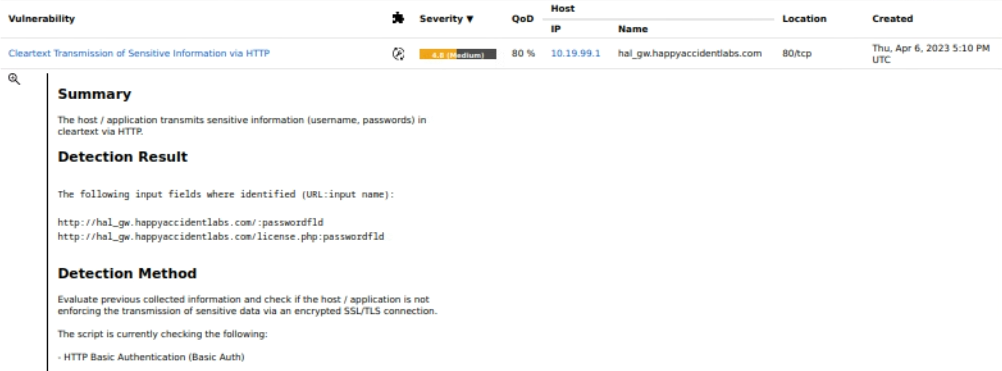 Vulnerability Severity ▼ QoD Host Location Created
IP Name
Cleartext Transmission of Sensitive Information via HTTP 4.8 (Medium) 80 % 10.19.99.1 hal_gw.happyaccidentlabs.com 80/tcp Thu, Apr 6, 2023 5:10 PM
UTC
Summary
The host / application transmits sensitive information (username, passwords) in
cleartext via HTTP.
Detection Result
The following input fields where identified (URL:input name):
http://hal_gw.happyaccidentlabs.com/:passwordfld
http://hal_gw.happyaccidentlabs.com/license.php:passwordfld
Detection Method
Evaluate previous collected information and check if the host / application is not
enforcing the transmission of sensitive data via an encrypted SSL/TLS connection.
The script is currently checking the following:
- HTTP Basic Authentication (Basic Auth)